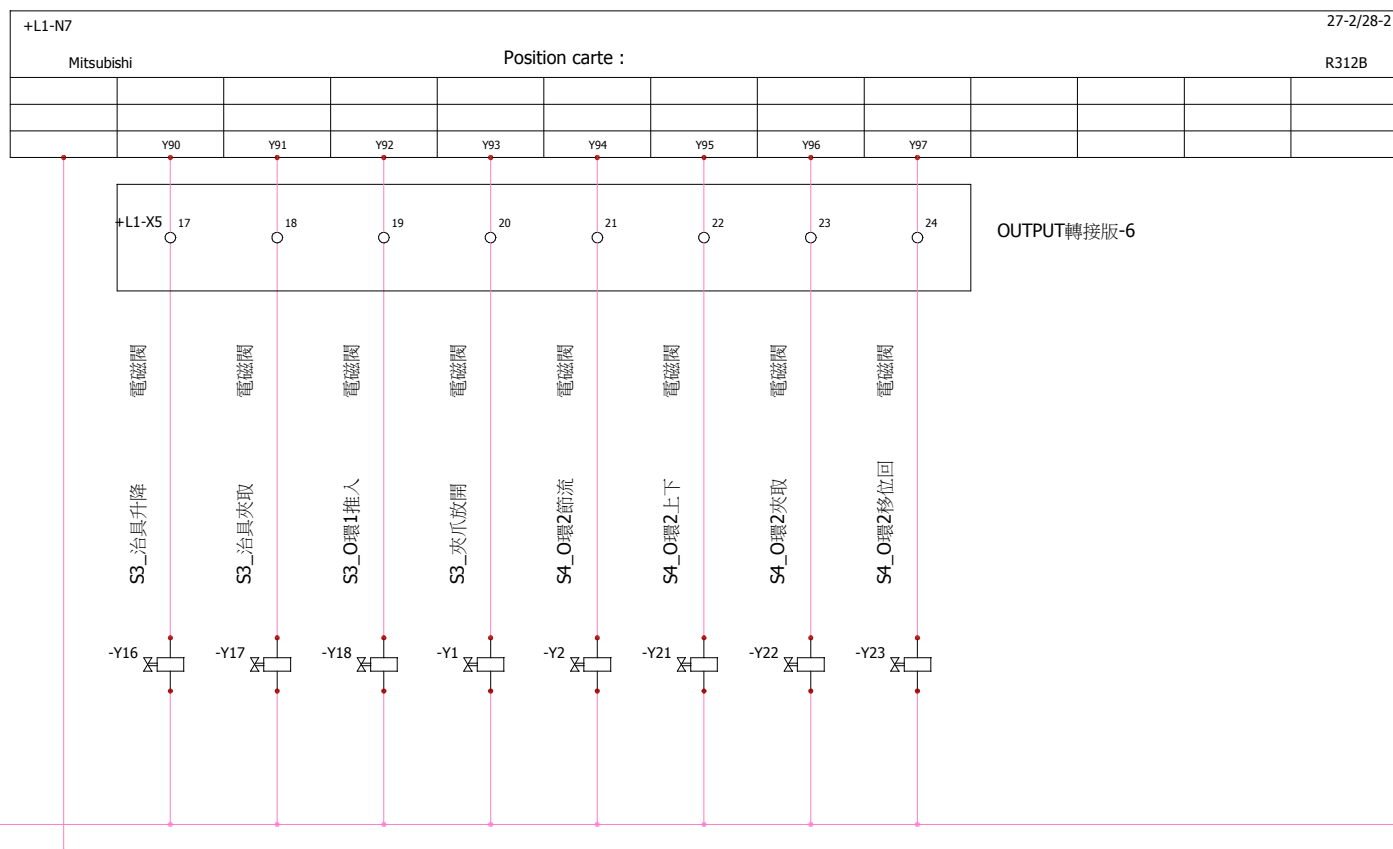 +L1-N7
27-2/28-2
Mitsubishi
Position carte :
R312B
Y90
Y91
Y92
Y93
Y94
Y95
Y96
Y97
+L1-X5
17
18
19
20
21
22
23
24
OUTPUT轉接版-6
電磁閥
電磁閥
電磁閥
電磁閥
電磁閥
電磁閥
電磁閥
電磁閥
S3_治具升降
S3_治具夾取
S3_O環1推入
S3_夾爪放開
S4_O環2節流
S4_O環2上下
S4_O環2夾取
S4_O環2移位回
-Y16
-Y17
-Y18
-Y1
-Y2
-Y21
-Y22
-Y23